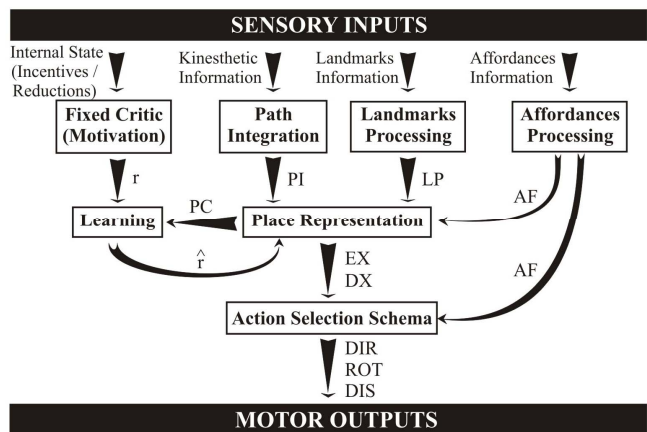 SENSORY INPUTS
Internal State
(Incentives /
Reductions)
Kinesthetic
Information
Landmarks
Information
Affordances
Information
Fixed Critic
(Motivation)
Path
Integration
Landmarks
Processing
Affordances
Processing
r
PI
LP
AF
PC
Learning
Place Representation
r̂
EX
DX
AF
Action Selection Schema
DIR
ROT
DIS
MOTOR OUTPUTS